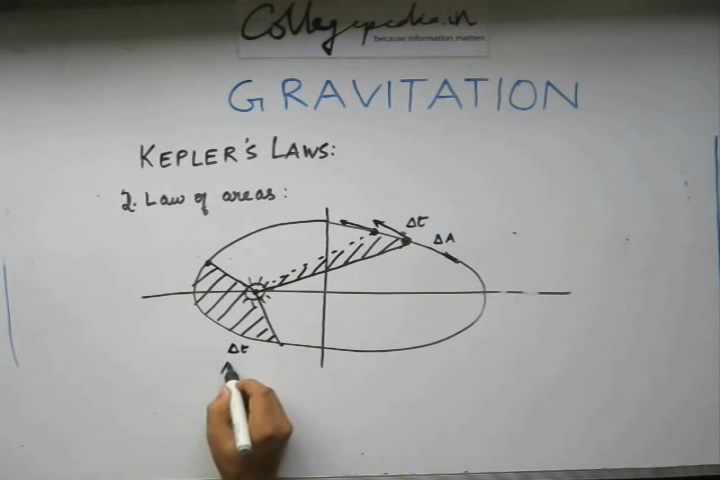 Collegepedia.in
because information matters
GRAVITATION
KEPLER'S LAWS:
2. Law of areas:
Δt
ΔA
Δt